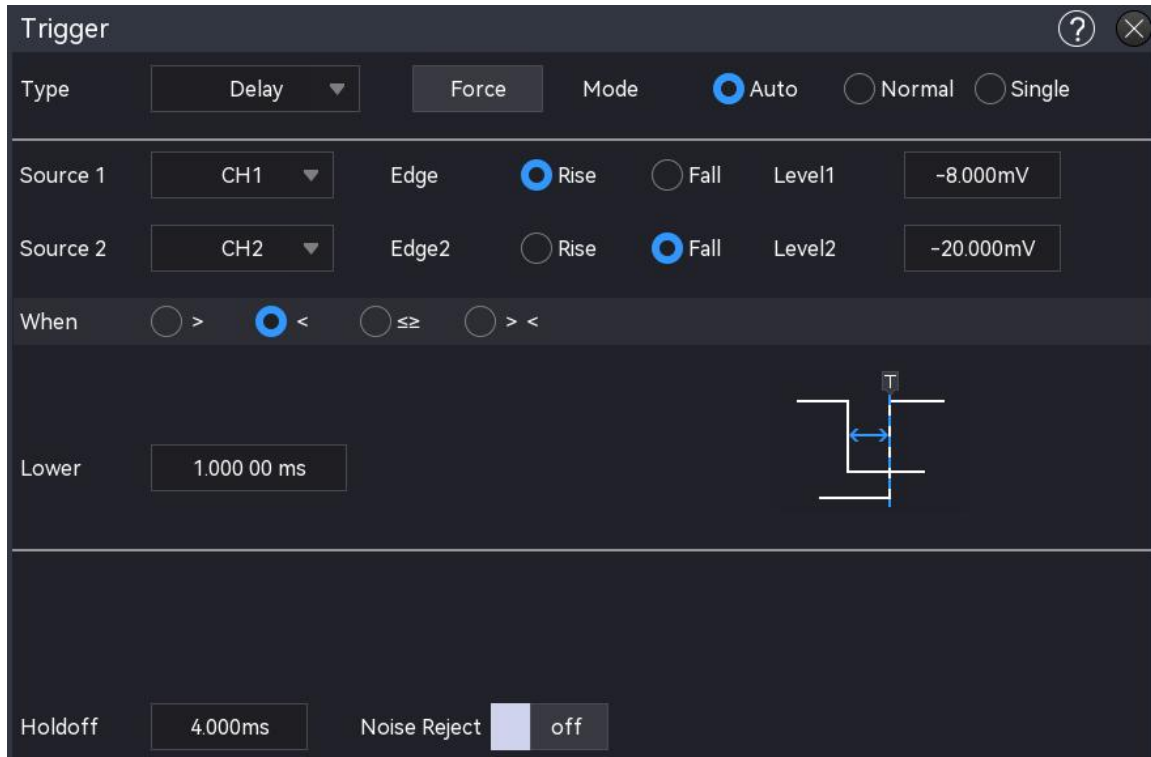 Trigger ?
Type Delay Force Mode Auto Normal Single
Source 1 CH1 Edge Rise Fall Level1 -8.000mV
Source 2 CH2 Edge2 Rise Fall Level2 -20.000mV
When > < ≤≥ > <
T
Lower 1.000 00 ms
Holdoff 4.000ms Noise Reject off